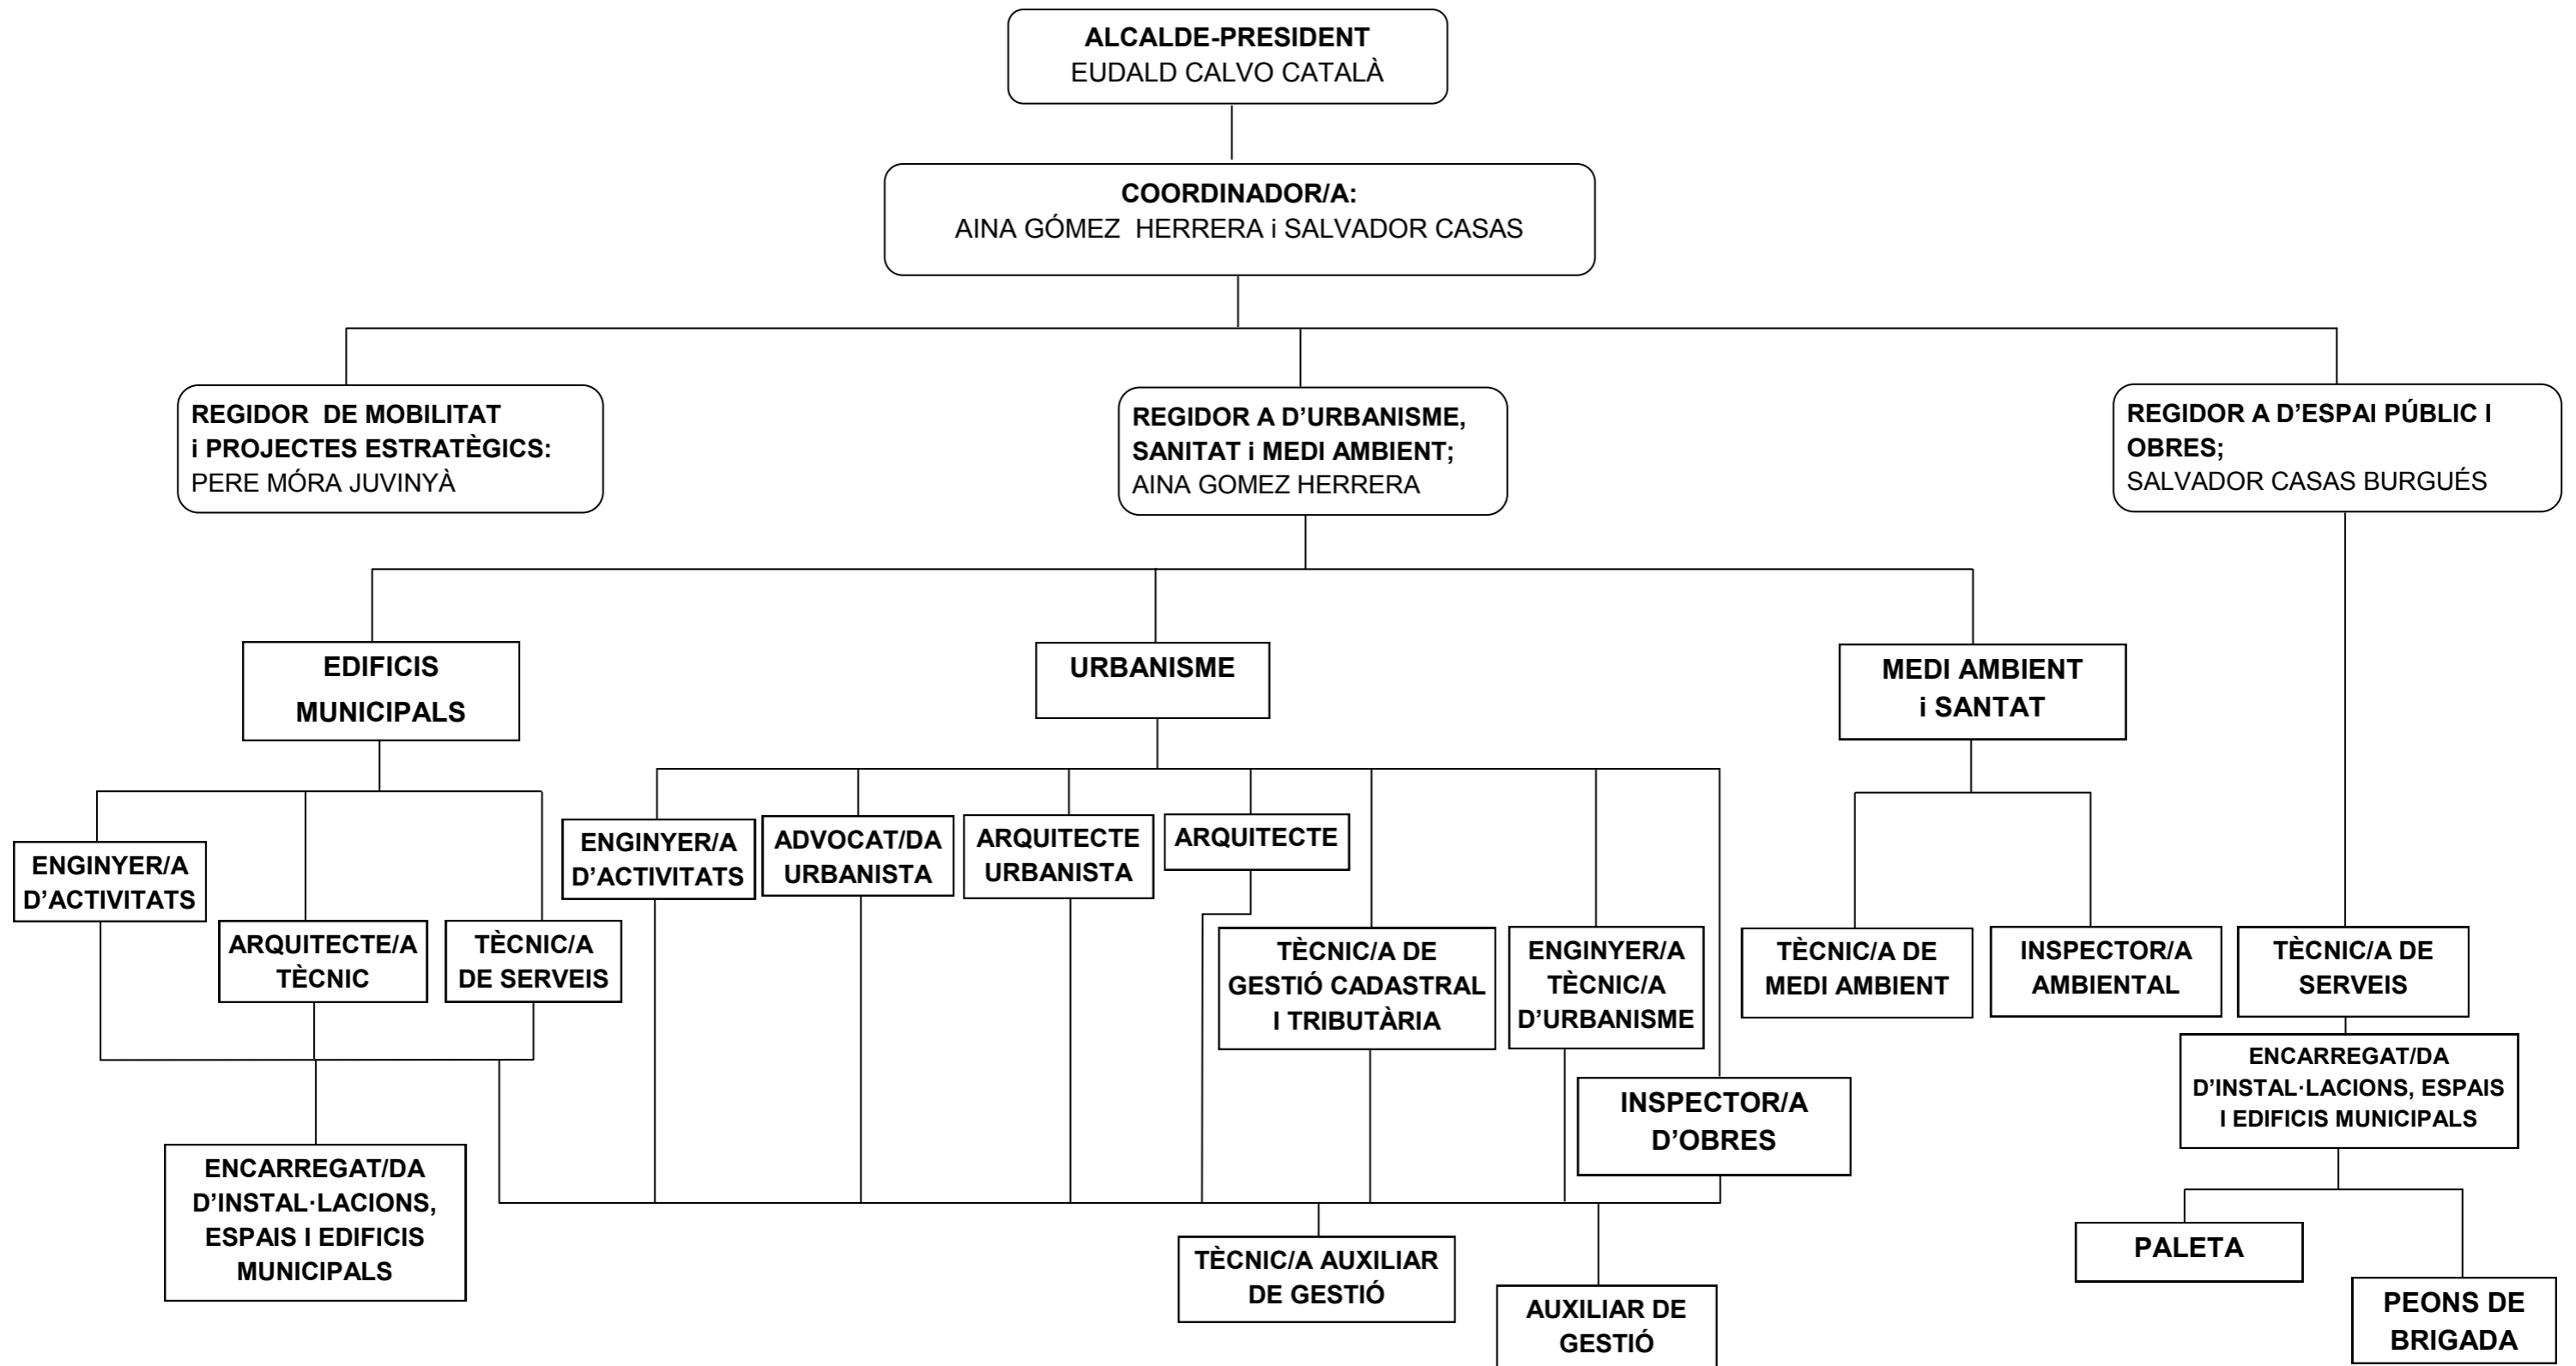 ALCALDE-PRESIDENT
EUDALD CALVO CATALÀ
COORDINADOR/A:
AINA GÓMEZ  HERRERA i SALVADOR CASAS
REGIDOR  DE MOBILITAT
i PROJECTES ESTRATÈGICS:
PERE MÓRA JUVINYÀ
REGIDOR A D’URBANISME,
SANITAT i MEDI AMBIENT;
AINA GOMEZ HERRERA
REGIDOR A D’ESPAI PÚBLIC I
OBRES;
SALVADOR CASAS BURGUÉS
EDIFICIS
MUNICIPALS
URBANISME
MEDI AMBIENT
i SANTAT
ENGINYER/A
D’ACTIVITATS
ARQUITECTE/A
TÈCNIC
TÈCNIC/A
DE SERVEIS
ENGINYER/A
D’ACTIVITATS
ADVOCAT/DA
URBANISTA
ARQUITECTE
URBANISTA
ARQUITECTE
TÈCNIC/A DE
GESTIÓ CADASTRAL
I TRIBUTÀRIA
ENGINYER/A
TÈCNIC/A
D’URBANISME
INSPECTOR/A
D’OBRES
TÈCNIC/A DE
MEDI AMBIENT
INSPECTOR/A
AMBIENTAL
TÈCNIC/A DE
SERVEIS
ENCARREGAT/DA
D’INSTAL·LACIONS, ESPAIS
I EDIFICIS MUNICIPALS
ENCARREGAT/DA
D’INSTAL·LACIONS,
ESPAIS I EDIFICIS
MUNICIPALS
TÈCNIC/A AUXILIAR
DE GESTIÓ
AUXILIAR DE
GESTIÓ
PALETA
PEONS DE
BRIGADA